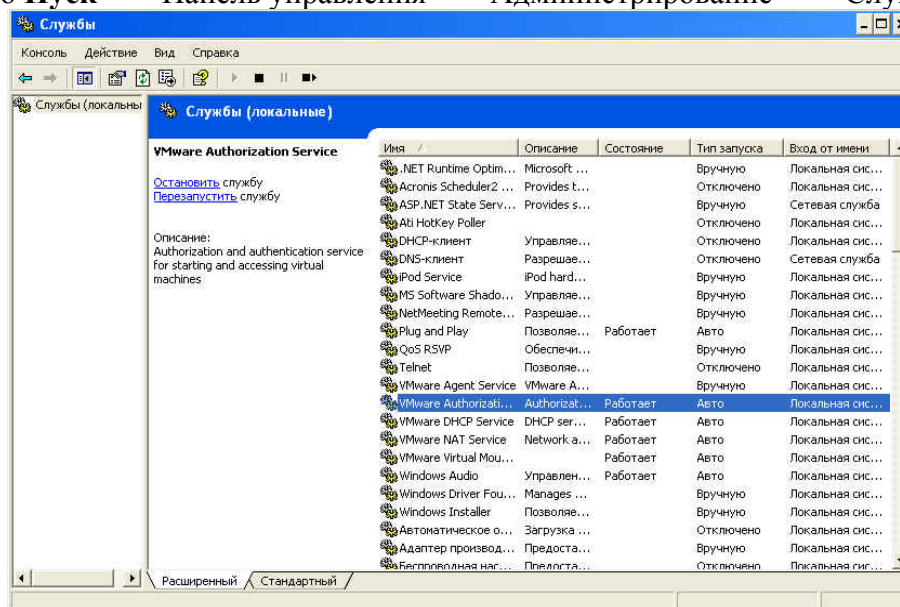 Пуск Панель управления Администрирование
Службы
Консоль Действие Вид Справка
Службы (локальны
Службы (локальные)
VMware Authorization Service
Остановить службу
Перезапустить службу
Описание:
Authorization and authentication service
for starting and accessing virtual
machines
Имя Описание Состояние Тип запуска Вход от имени
.NET Runtime Optim... Microsoft ... Вручную Локальная сис...
Acronis Scheduler2 ... Provides t... Отключено Локальная сис...
ASP.NET State Serv... Provides s... Вручную Сетевая служба
Ati HotKey Poller Отключено Локальная сис...
DHCP-клиент Управляе... Отключено Локальная сис...
DNS-клиент Разрешае... Отключено Сетевая служба
iPod Service iPod hard... Вручную Локальная сис...
MS Software Shado... Управляе... Вручную Локальная сис...
NetMeeting Remote... Разрешае... Вручную Локальная сис...
Plug and Play Позволяе... Работает Авто Локальная сис...
QoS RSVP Обеспечи... Вручную Локальная сис...
Telnet Позволяе... Отключено Локальная сис...
VMware Agent Service VMware A... Вручную Локальная сис...
VMware Authorizati... Authorizat... Работает Авто Локальная сис...
VMware DHCP Service DHCP ser... Работает Авто Локальная сис...
VMware NAT Service Network a... Работает Авто Локальная сис...
VMware Virtual Mou... Работает Авто Локальная сис...
Windows Audio Управлен... Работает Авто Локальная сис...
Windows Driver Fou... Manages ... Вручную Локальная сис...
Windows Installer Позволяе... Вручную Локальная сис...
Автоматическое о... Загрузка ... Отключено Локальная сис...
Адаптер производ... Предоста... Вручную Локальная сис...
Беспроводная нас... Предоста... Отключено Локальная сис...
Расширенный Стандартный